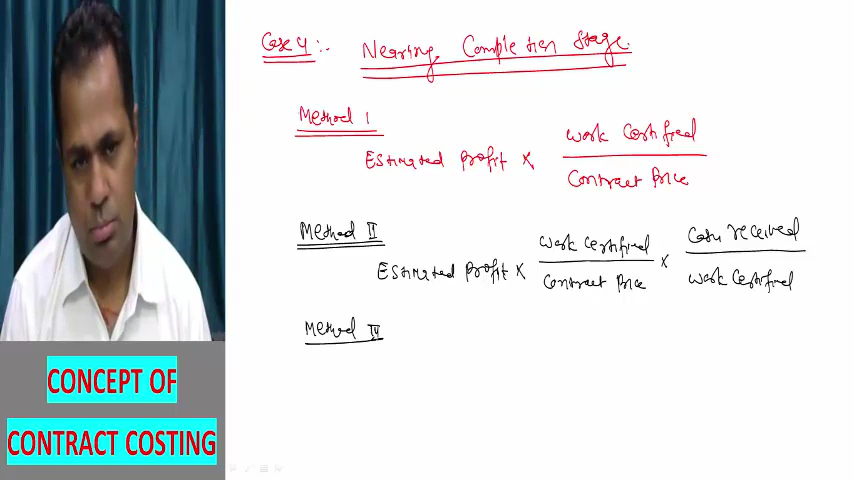 Case 4 :- Nearing Completion Stage.
Method I
Estimated Profit × Work Certified / Contract Price
Method II
Estimated Profit × Work Certified / Contract Price × Cash received / Work Certified
Method III
CONCEPT OF
CONTRACT COSTING